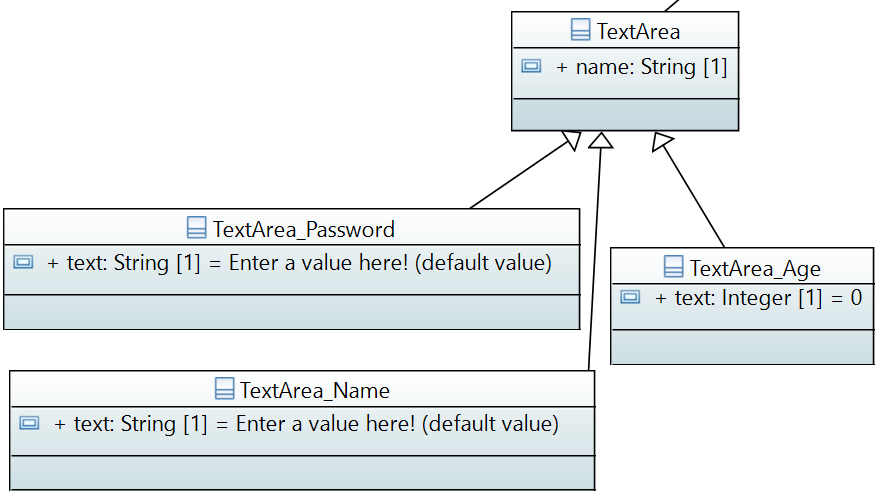 TextArea
+ name: String [1]
TextArea_Password
+ text: String [1] = Enter a value here! (default value)
TextArea_Age
+ text: Integer [1] = 0
TextArea_Name
+ text: String [1] = Enter a value here! (default value)